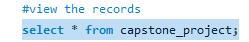 #view the records
select * from capstone_project;